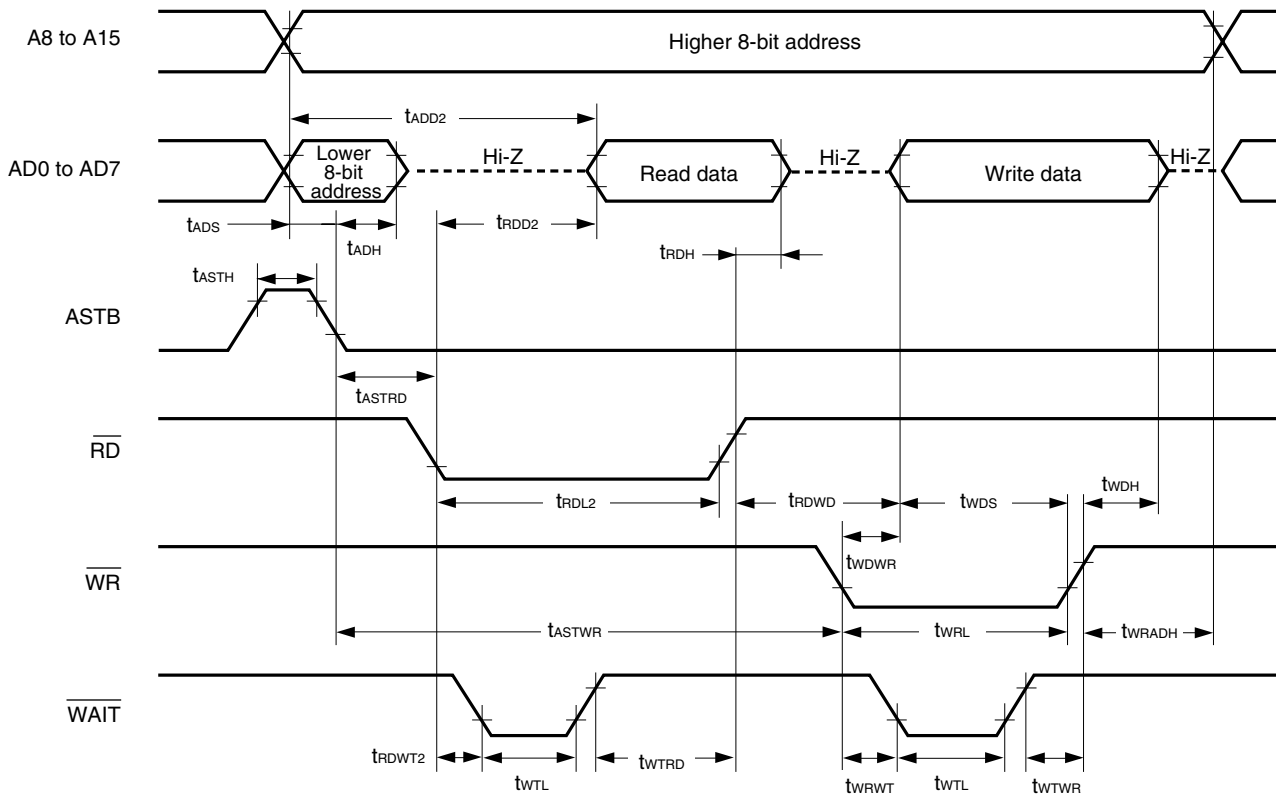 A8 to A15
Higher 8-bit address
tADD2
AD0 to AD7
Lower
8-bit
address
Hi-Z
Read data
Hi-Z
Write data
Hi-Z
tADS
tADH
tRDD2
tRDH
tASTH
ASTB
tASTRD
RD
tRDL2
tRDWD
tWDS
tWDH
WR
tWDWR
tASTWR
tWRL
tWRADH
WAIT
tRDWT2
tWTL
tWTRD
tWRWT
tWTL
tWTWR